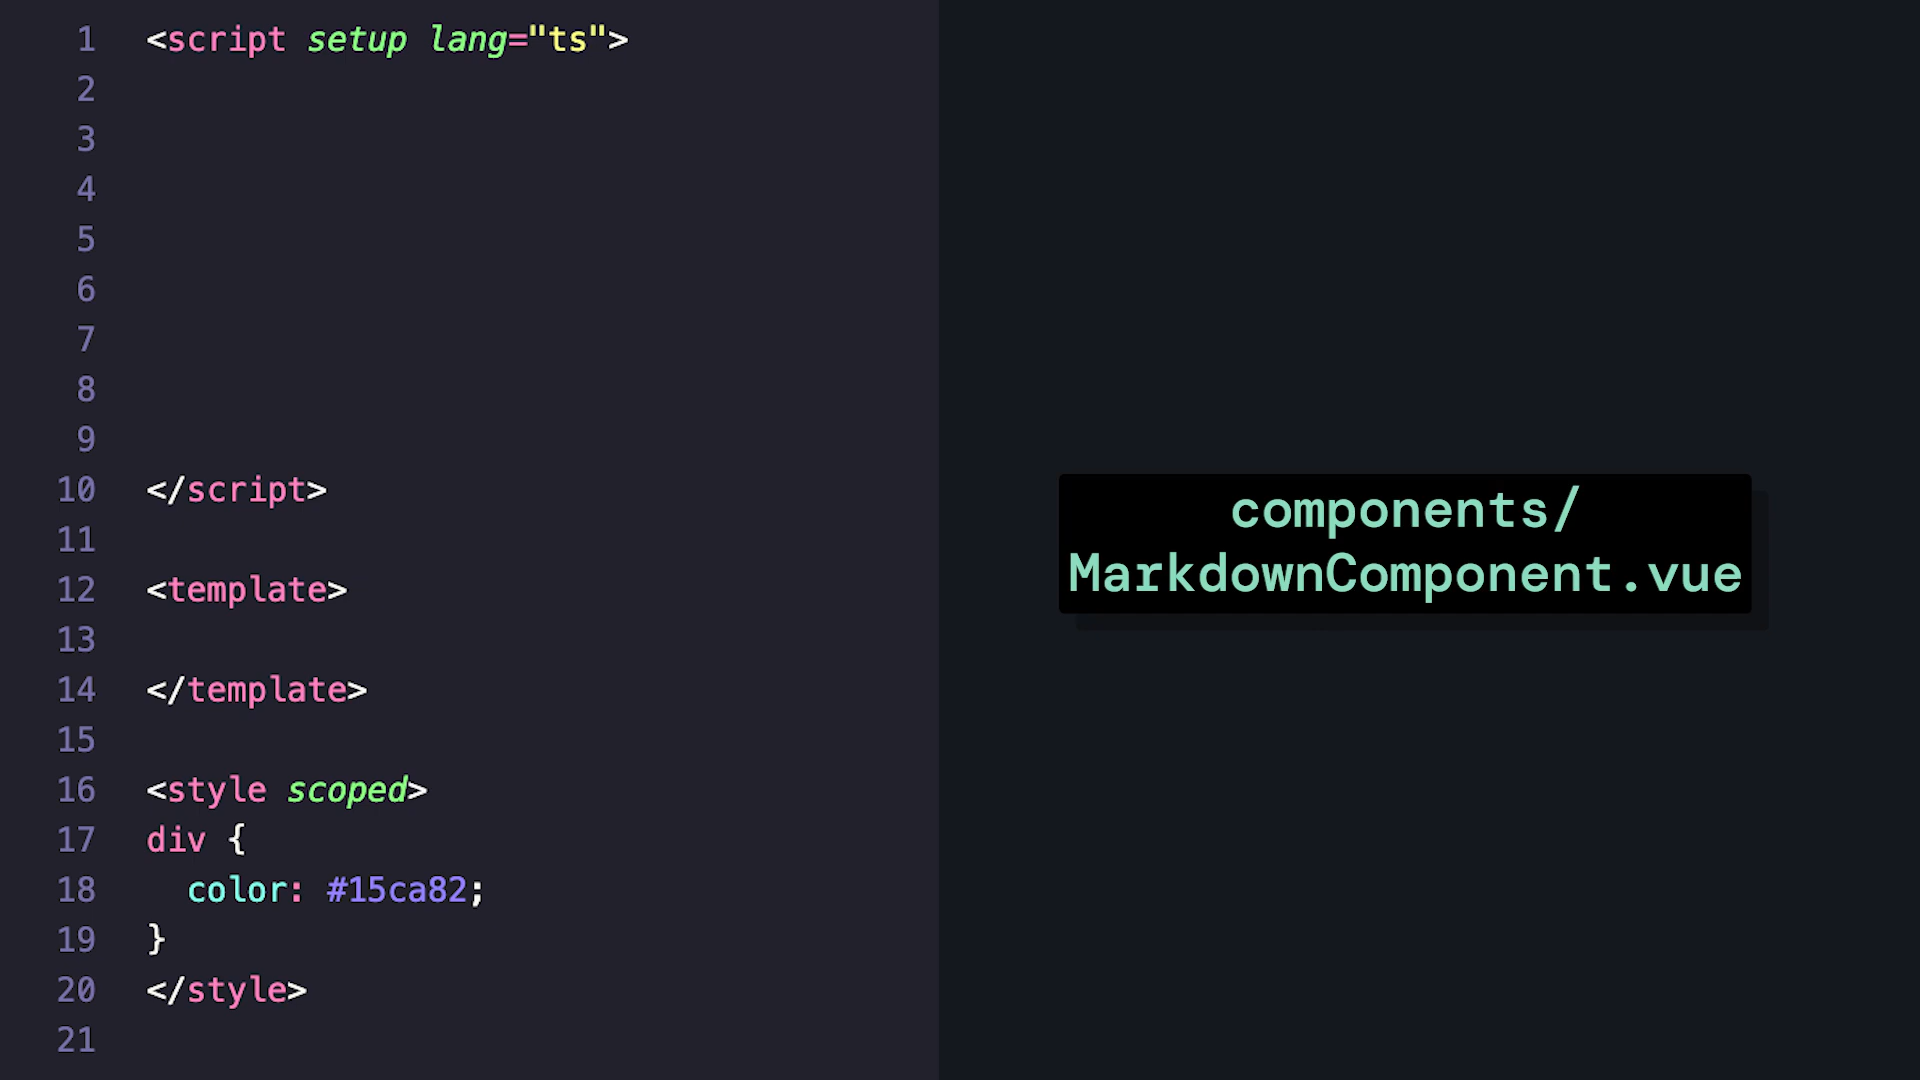 1 <script setup lang="ts">
2
3
4
5
6
7
8
9
10 </script>
11
12 <template>
13
14 </template>
15
16 <style scoped>
17 div {
18   color: #15ca82;
19 }
20 </style>
21
components/
MarkdownComponent.vue